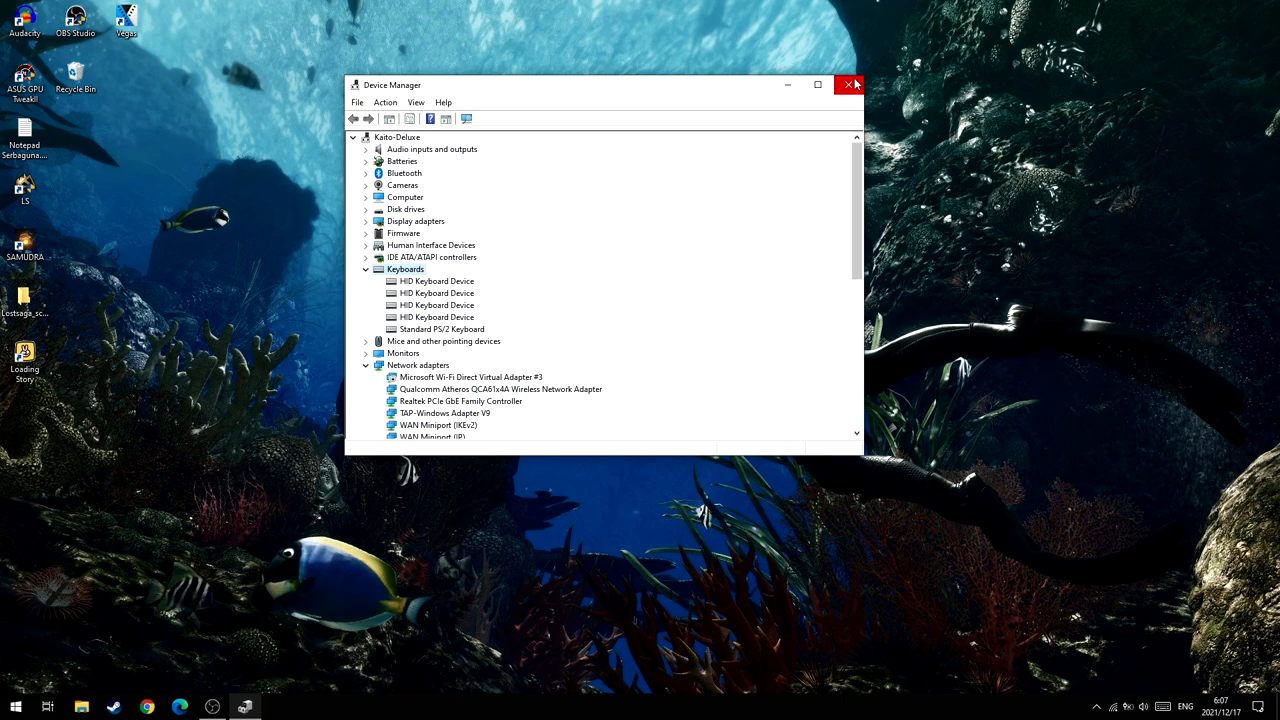 Audacity
OBS Studio
Vegas
ASUS GPU
TweakII
Recycle Bin
Notepad
Serbaguna....
LS
SAMUDRA
Lostsaga_sc...
Loading
Story
Device Manager
File Action View Help
Kaito-Deluxe
Audio inputs and outputs
Batteries
Bluetooth
Cameras
Computer
Disk drives
Display adapters
Firmware
Human Interface Devices
IDE ATA/ATAPI controllers
Keyboards
HID Keyboard Device
HID Keyboard Device
HID Keyboard Device
HID Keyboard Device
Standard PS/2 Keyboard
Mice and other pointing devices
Monitors
Network adapters
Microsoft Wi-Fi Direct Virtual Adapter #3
Qualcomm Atheros QCA61x4A Wireless Network Adapter
Realtek PCIe GbE Family Controller
TAP-Windows Adapter V9
WAN Miniport (IKEv2)
WAN Miniport (IP)
ENG
6:07
2021/12/17